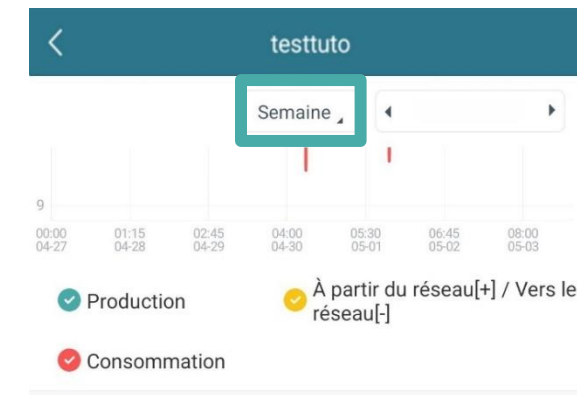 testtuto
Semaine
9
00:00 01:15 02:45 04:00 05:30 06:45 08:00
04-27 04-28 04-29 04-30 05-01 05-02 05-03
Production
À partir du réseau[+] / Vers le
réseau[-]
Consommation